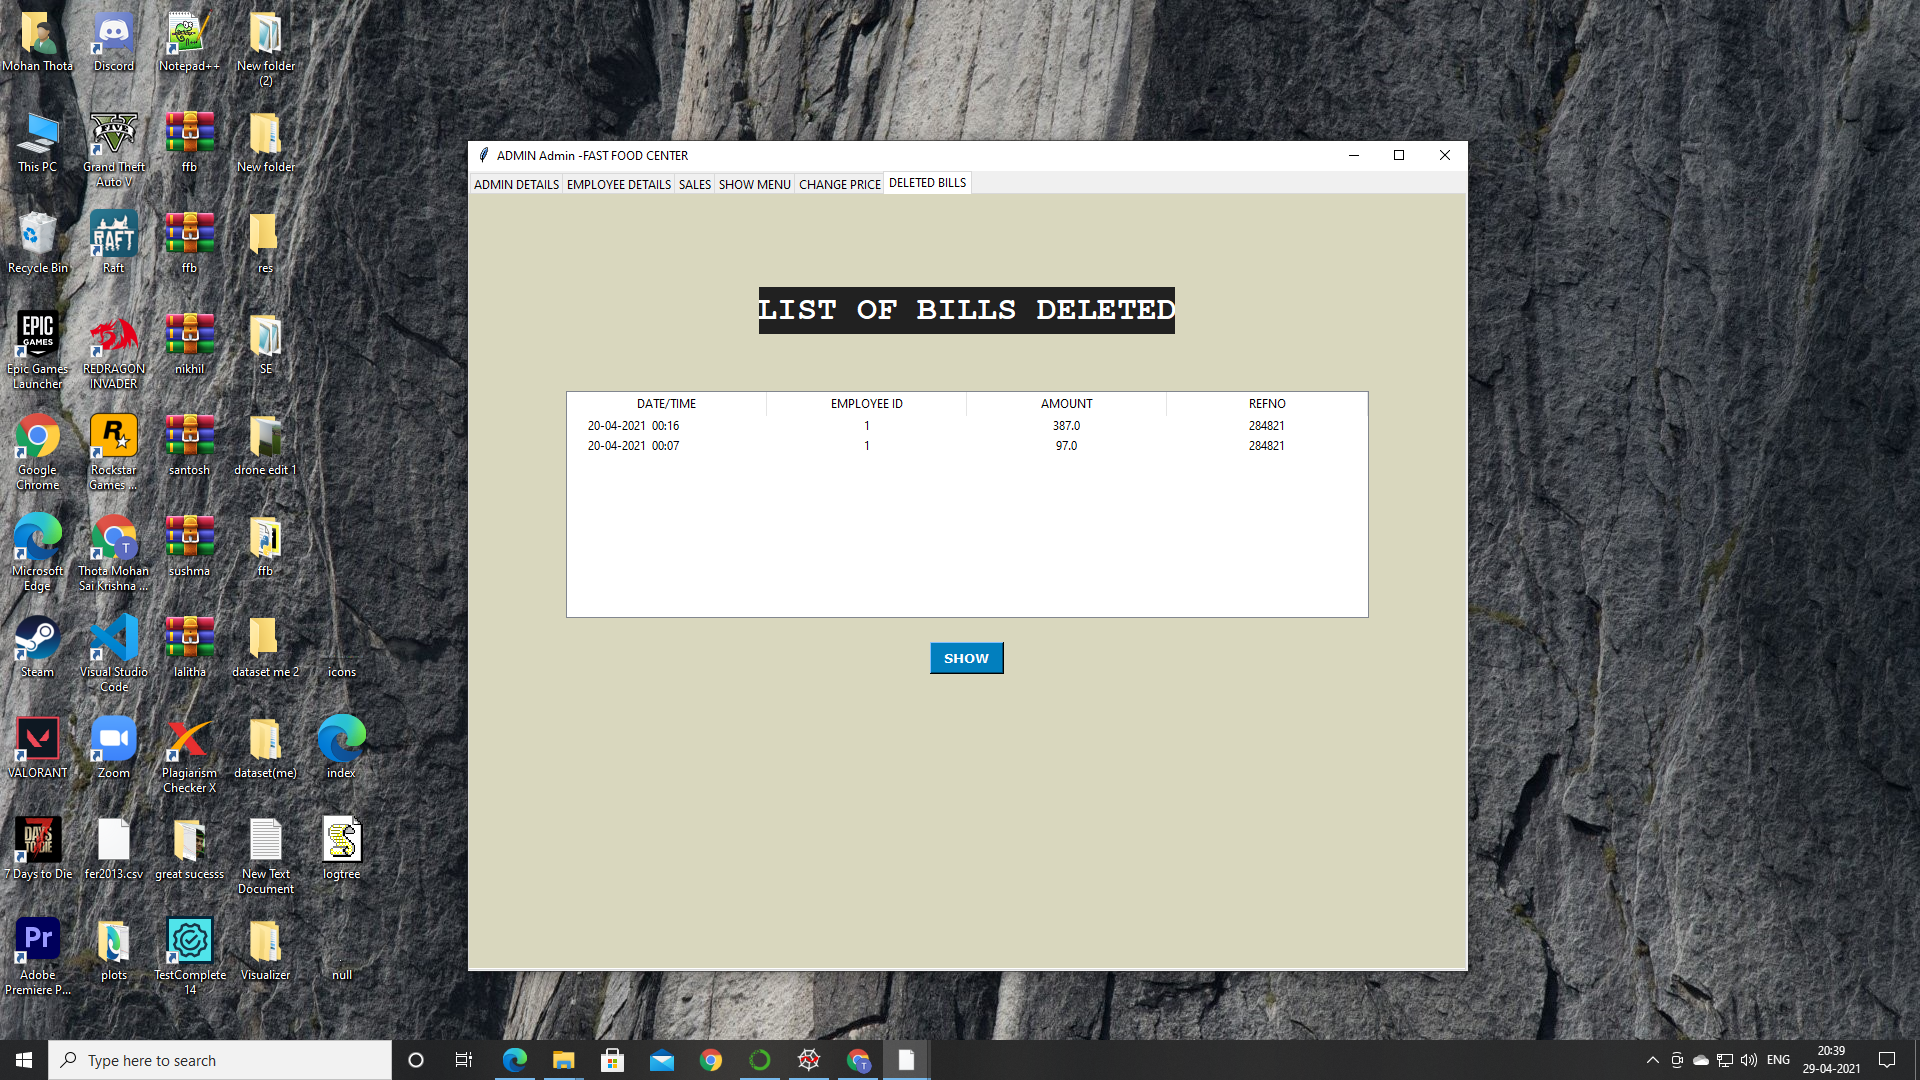 Mohan Thota
Discord
Notepad++
New folder
(2)
This PC
Grand Theft
Auto V
ffb
New folder
Recycle Bin
RAFT
Raft
ffb
res
EPIC
GAMES
Epic Games
Launcher
REDRAGON
INVADER
nikhil
SE
Google
Chrome
Rockstar
Games ...
santosh
drone edit 1
Microsoft
Edge
Thota Mohan
Sai Krishna ...
sushma
ffb
Steam
Visual Studio
Code
lalitha
dataset me 2
icons
VALORANT
Zoom
Plagiarism
Checker X
dataset(me)
index
7 Days to Die
fer2013.csv
great sucesss
New Text
Document
logtree
Pr
Adobe
Premiere P...
plots
TestComplete
14
Visualizer
null
ADMIN Admin -FAST FOOD CENTER
ADMIN DETAILS EMPLOYEE DETAILS SALES SHOW MENU CHANGE PRICE DELETED BILLS
LIST OF BILLS DELETED
DATE/TIME EMPLOYEE ID AMOUNT REFNO
20-04-2021 00:16 1 387.0 284821
20-04-2021 00:07 1 97.0 284821
SHOW
Type here to search
ENG
20:39
29-04-2021